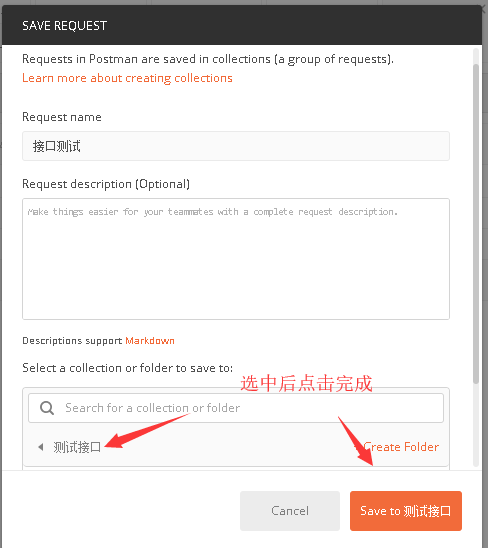 SAVE REQUEST
Requests in Postman are saved in collections (a group of requests).
Learn more about creating collections
Request name
接口测试
Request description (Optional)
Make things easier for your teammates with a complete request description.
Descriptions support Markdown
Select a collection or folder to save to:
选中后点击完成
Search for a collection or folder
测试接口
+ Create Folder
Cancel
Save to 测试接口